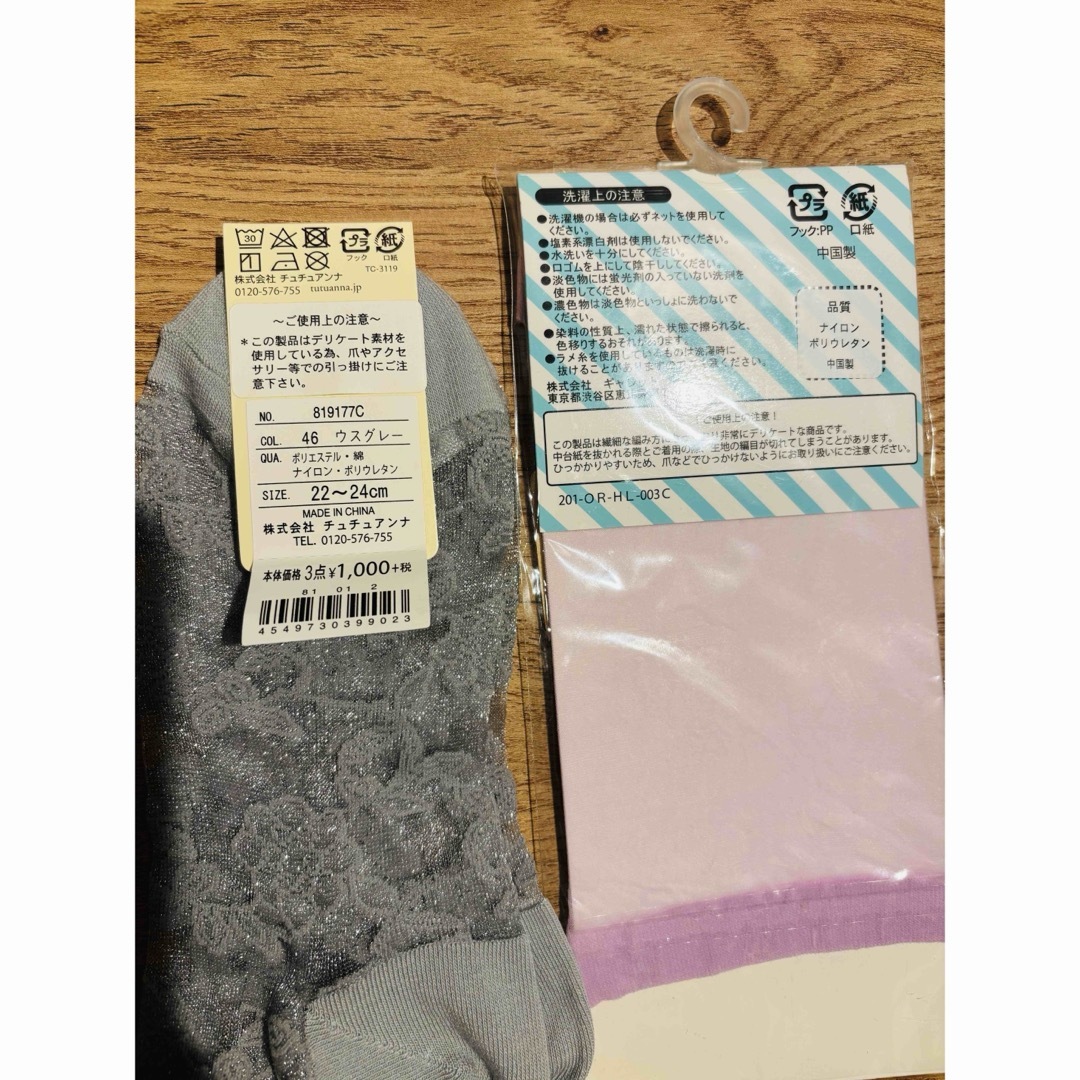 30
プラ
紙
フック
口紙
TC-3119
株式会社 チュチュアンナ
0120-576-755 tutuanna.jp
～ご使用上の注意～
＊この製品はデリケート素材を
使用している為、爪やアクセ
サリー等での引っ掛けにご注
意下さい。
NO. 819177C
COL. 46 ウスグレー
QUA. ポリエステル・綿
ナイロン・ポリウレタン
SIZE. 22～24cm
MADE IN CHINA
株式会社 チュチュアンナ
TEL. 0120-576-755
本体価格 3点¥1,000+税
81 01 2
4549730399023
洗濯上の注意
●洗濯機の場合は必ずネットを使用して
ください。
●塩素系漂白剤は使用しないでください。
●水洗いを十分にしてください。
●口ゴムを上にして陰干ししてください。
●淡色物には蛍光剤の入っていない洗剤を
使用してください。
●濃色物は淡色物といっしょに洗わないで
ください。
●染料の性質上、濡れた状態で擦られると、
色移りするおそれがあります。
●ラメ糸を使用しているものは洗濯時に
抜けることがあります
株式会社 ギャ
東京都渋谷区恵
プラ
紙
フック:PP
口紙
中国製
品質
ナイロン
ポリウレタン
中国製
ご使用上の注意！
この製品は繊細な編み方に り非常にデリケートな商品です。
中台紙を抜かれる際とご着用の際、生地の編目が切れてしまうことがあります。
ひっかかりやすいため、爪などでひっかけないようにお取り扱いにご注意ください。
201-OR-HL-003C